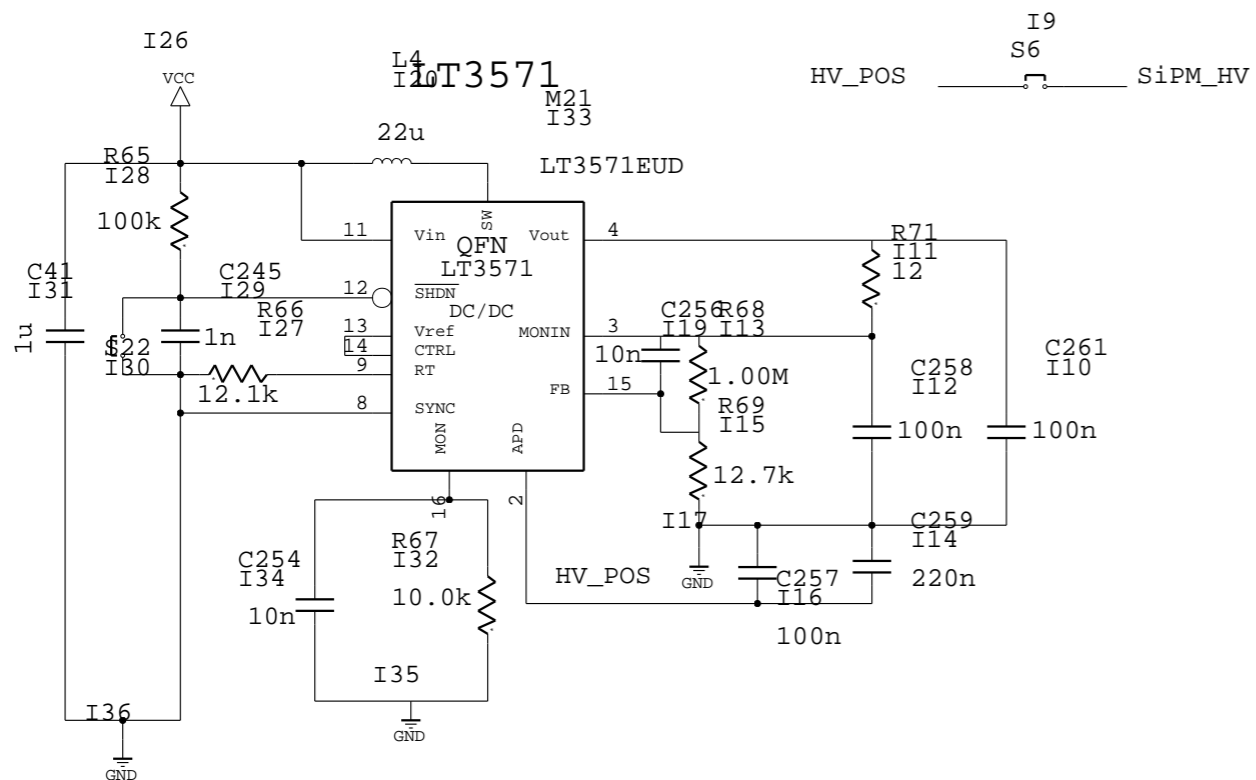 I26
VCC
L4
I20
LT3571
M21
I33
I9
S6
HV_POS
SiPM_HV
22u
LT3571EUD
R65
I28
100k
11
Vin
SW
Vout
4
QFN
LT3571
DC/DC
R71
I11
12
C41
I31
1u
C245
I29
12
SHDN
R66
I27
1n
S22
I30
13
Vref
14
CTRL
9
RT
12.1k
8
SYNC
MON
APD
MONIN
3
FB
15
C256
I19
10n
R68
I13
1.00M
R69
I15
12.7k
C258
I12
100n
C261
I10
100n
16
2
I17
GND
C259
I14
220n
C254
I34
10n
R67
I32
10.0k
HV_POS
C257
I16
100n
I35
GND
I36
GND